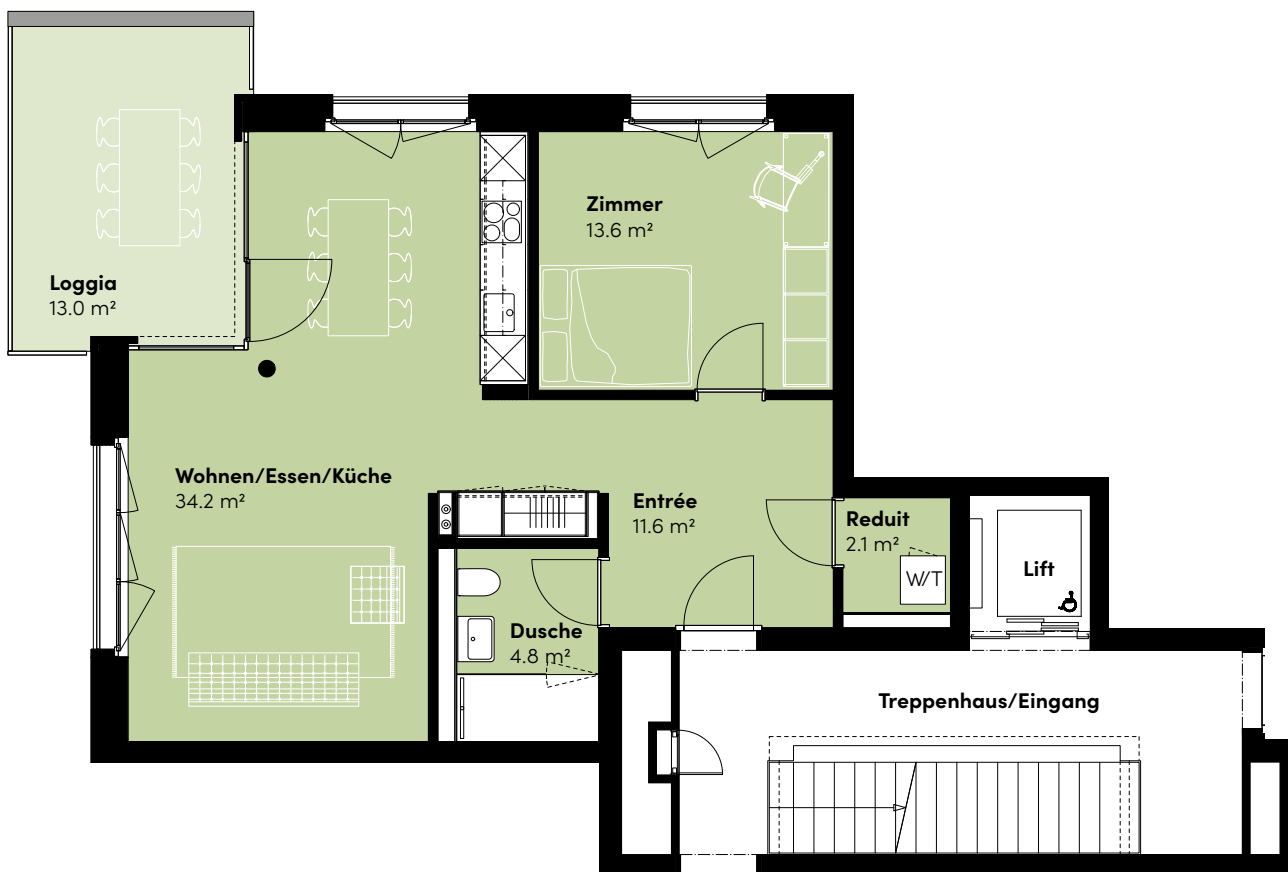 Zimmer
13.6 m²
Loggia
13.0 m²
Wohnen/Essen/Küche
34.2 m²
Entrée
11.6 m²
Reduit
2.1 m²
W/T
Lift
Dusche
4.8 m²
Treppenhaus/Eingang